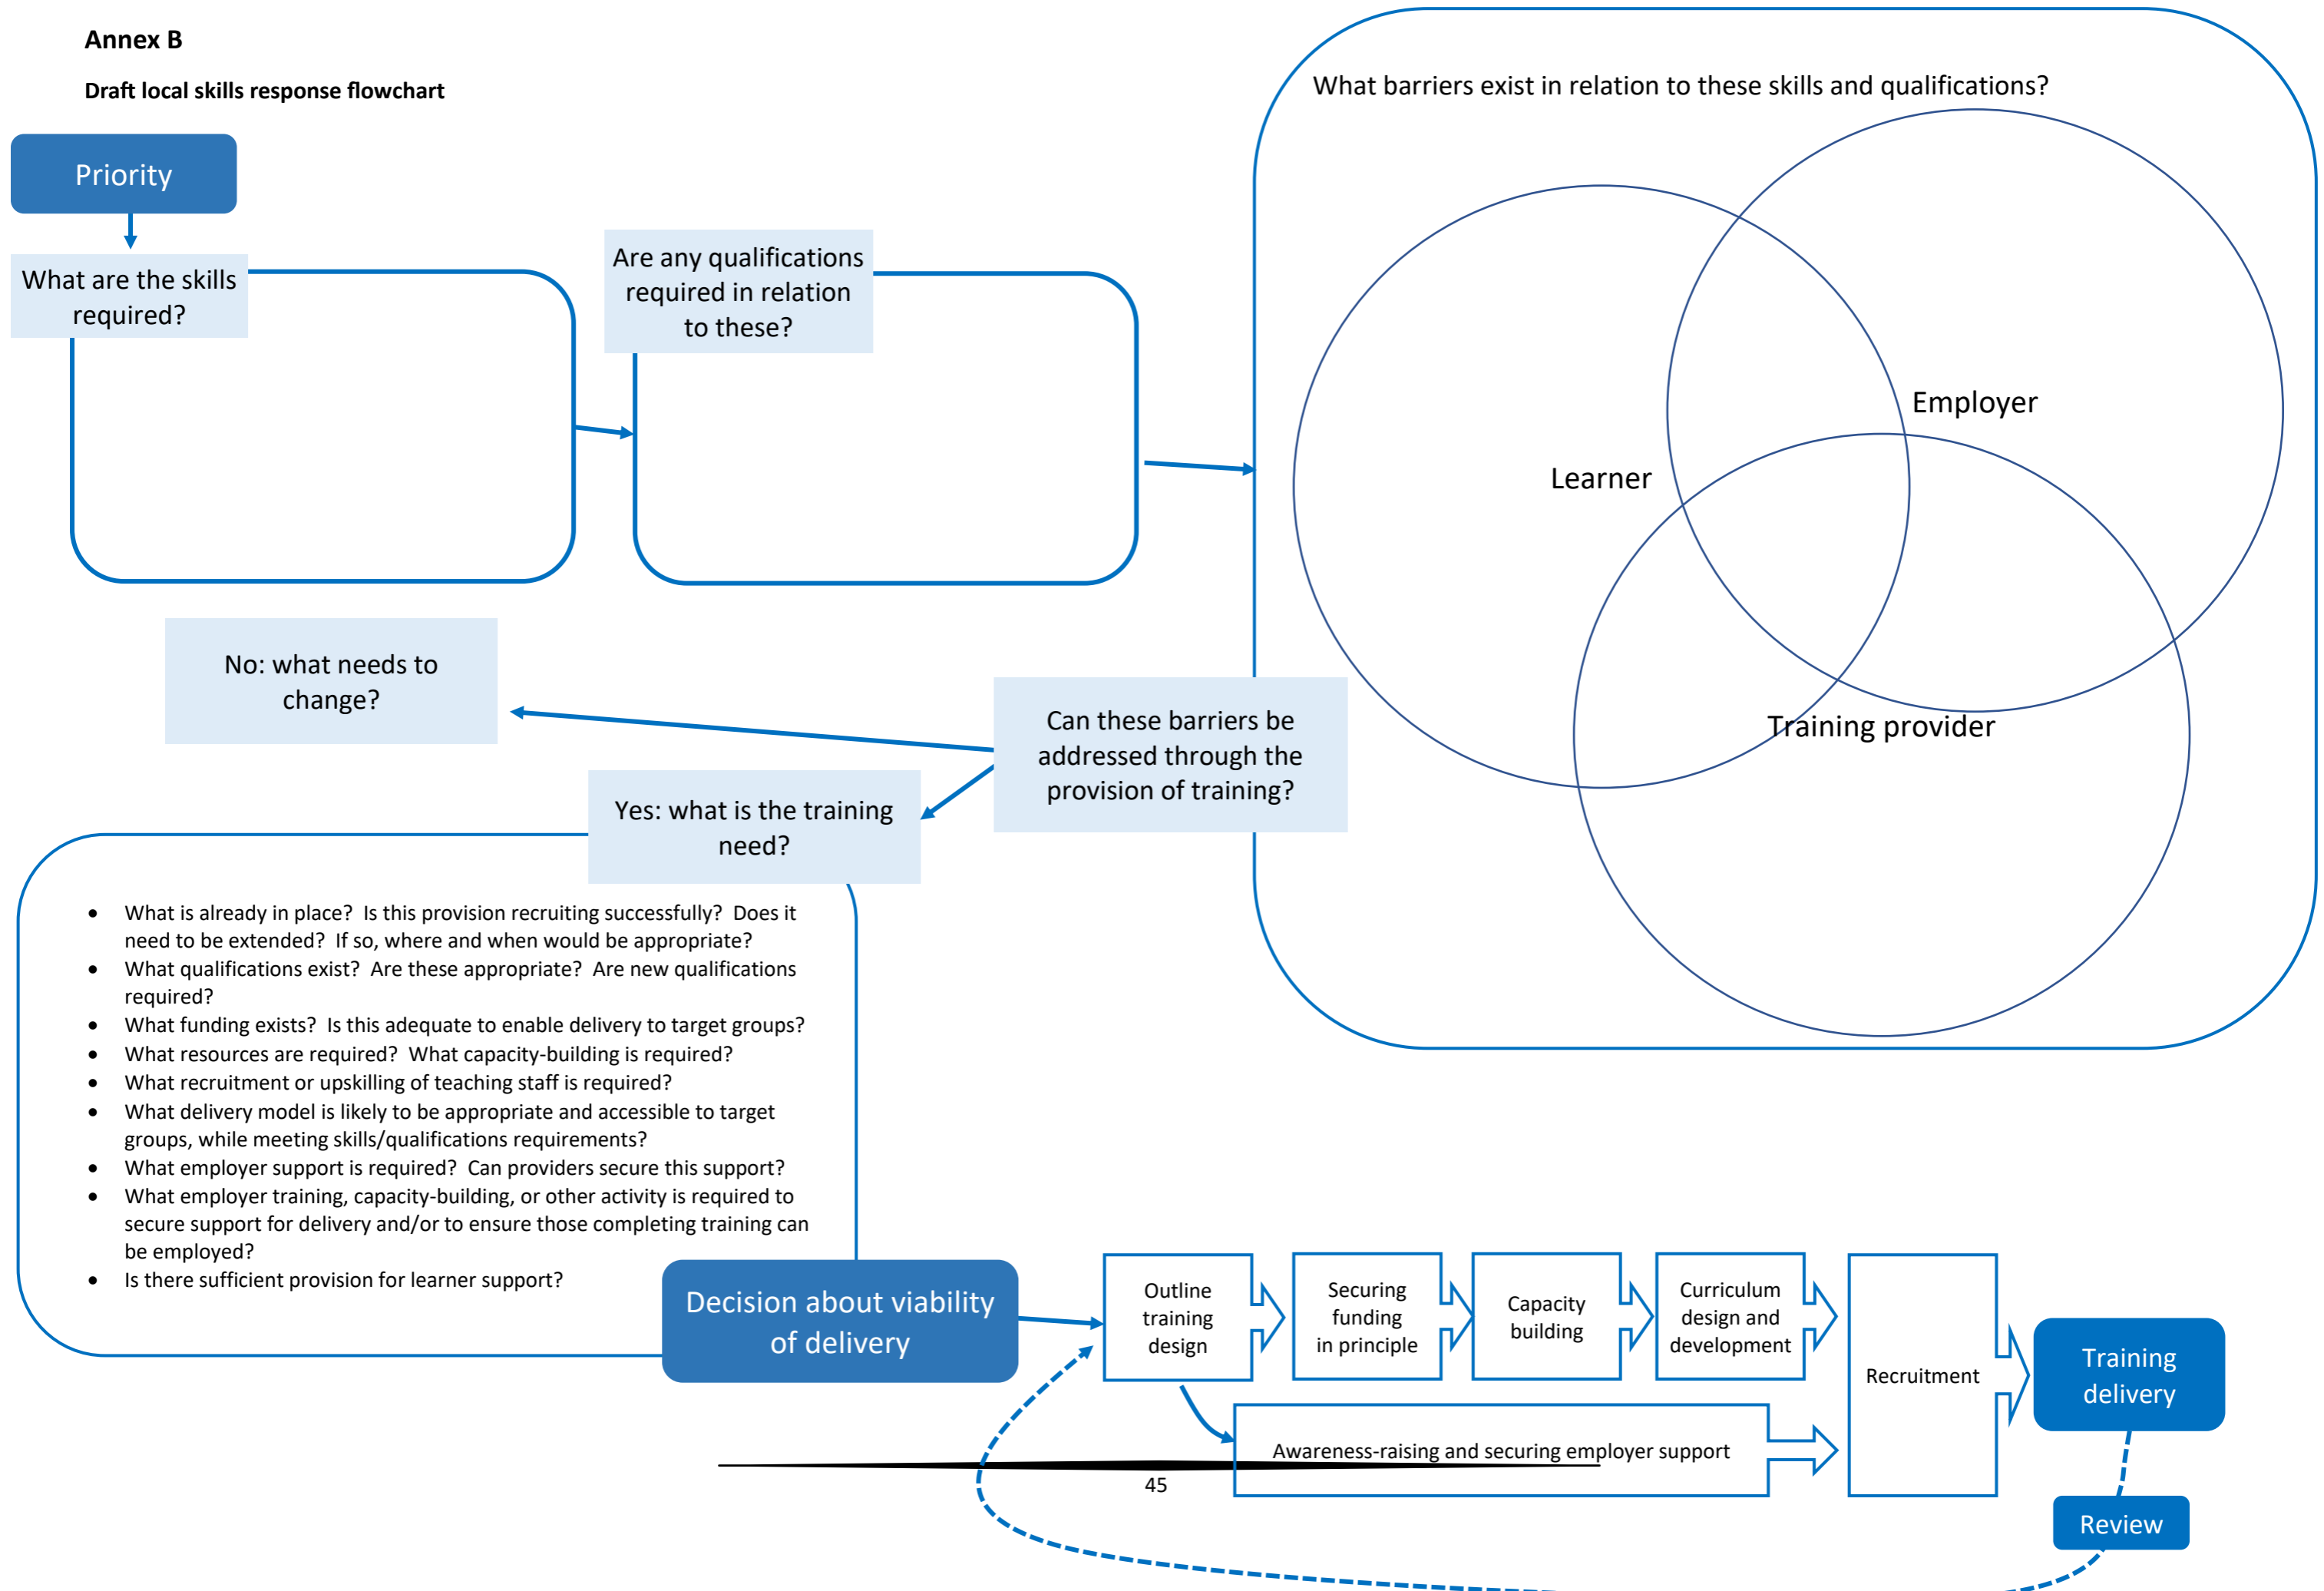 Annex B
Draft local skills response flowchart
Priority
What are the skills
required?
Are any qualifications
required in relation
to these?
What barriers exist in relation to these skills and qualifications?
Employer
Learner
Training provider
Can these barriers be
addressed through the
provision of training?
No: what needs to
change?
Yes: what is the training
need?
• What is already in place?  Is this provision recruiting successfully?  Does it
need to be extended?  If so, where and when would be appropriate?
• What qualifications exist?  Are these appropriate?  Are new qualifications
required?
• What funding exists?  Is this adequate to enable delivery to target groups?
• What resources are required?  What capacity-building is required?
• What recruitment or upskilling of teaching staff is required?
• What delivery model is likely to be appropriate and accessible to target
groups, while meeting skills/qualifications requirements?
• What employer support is required?  Can providers secure this support?
• What employer training, capacity-building, or other activity is required to
secure support for delivery and/or to ensure those completing training can
be employed?
• Is there sufficient provision for learner support?
Decision about viability
of delivery
Outline
training
design
Securing
funding
in principle
Capacity
building
Curriculum
design and
development
Awareness-raising and securing employer support
Recruitment
Training
delivery
Review
45